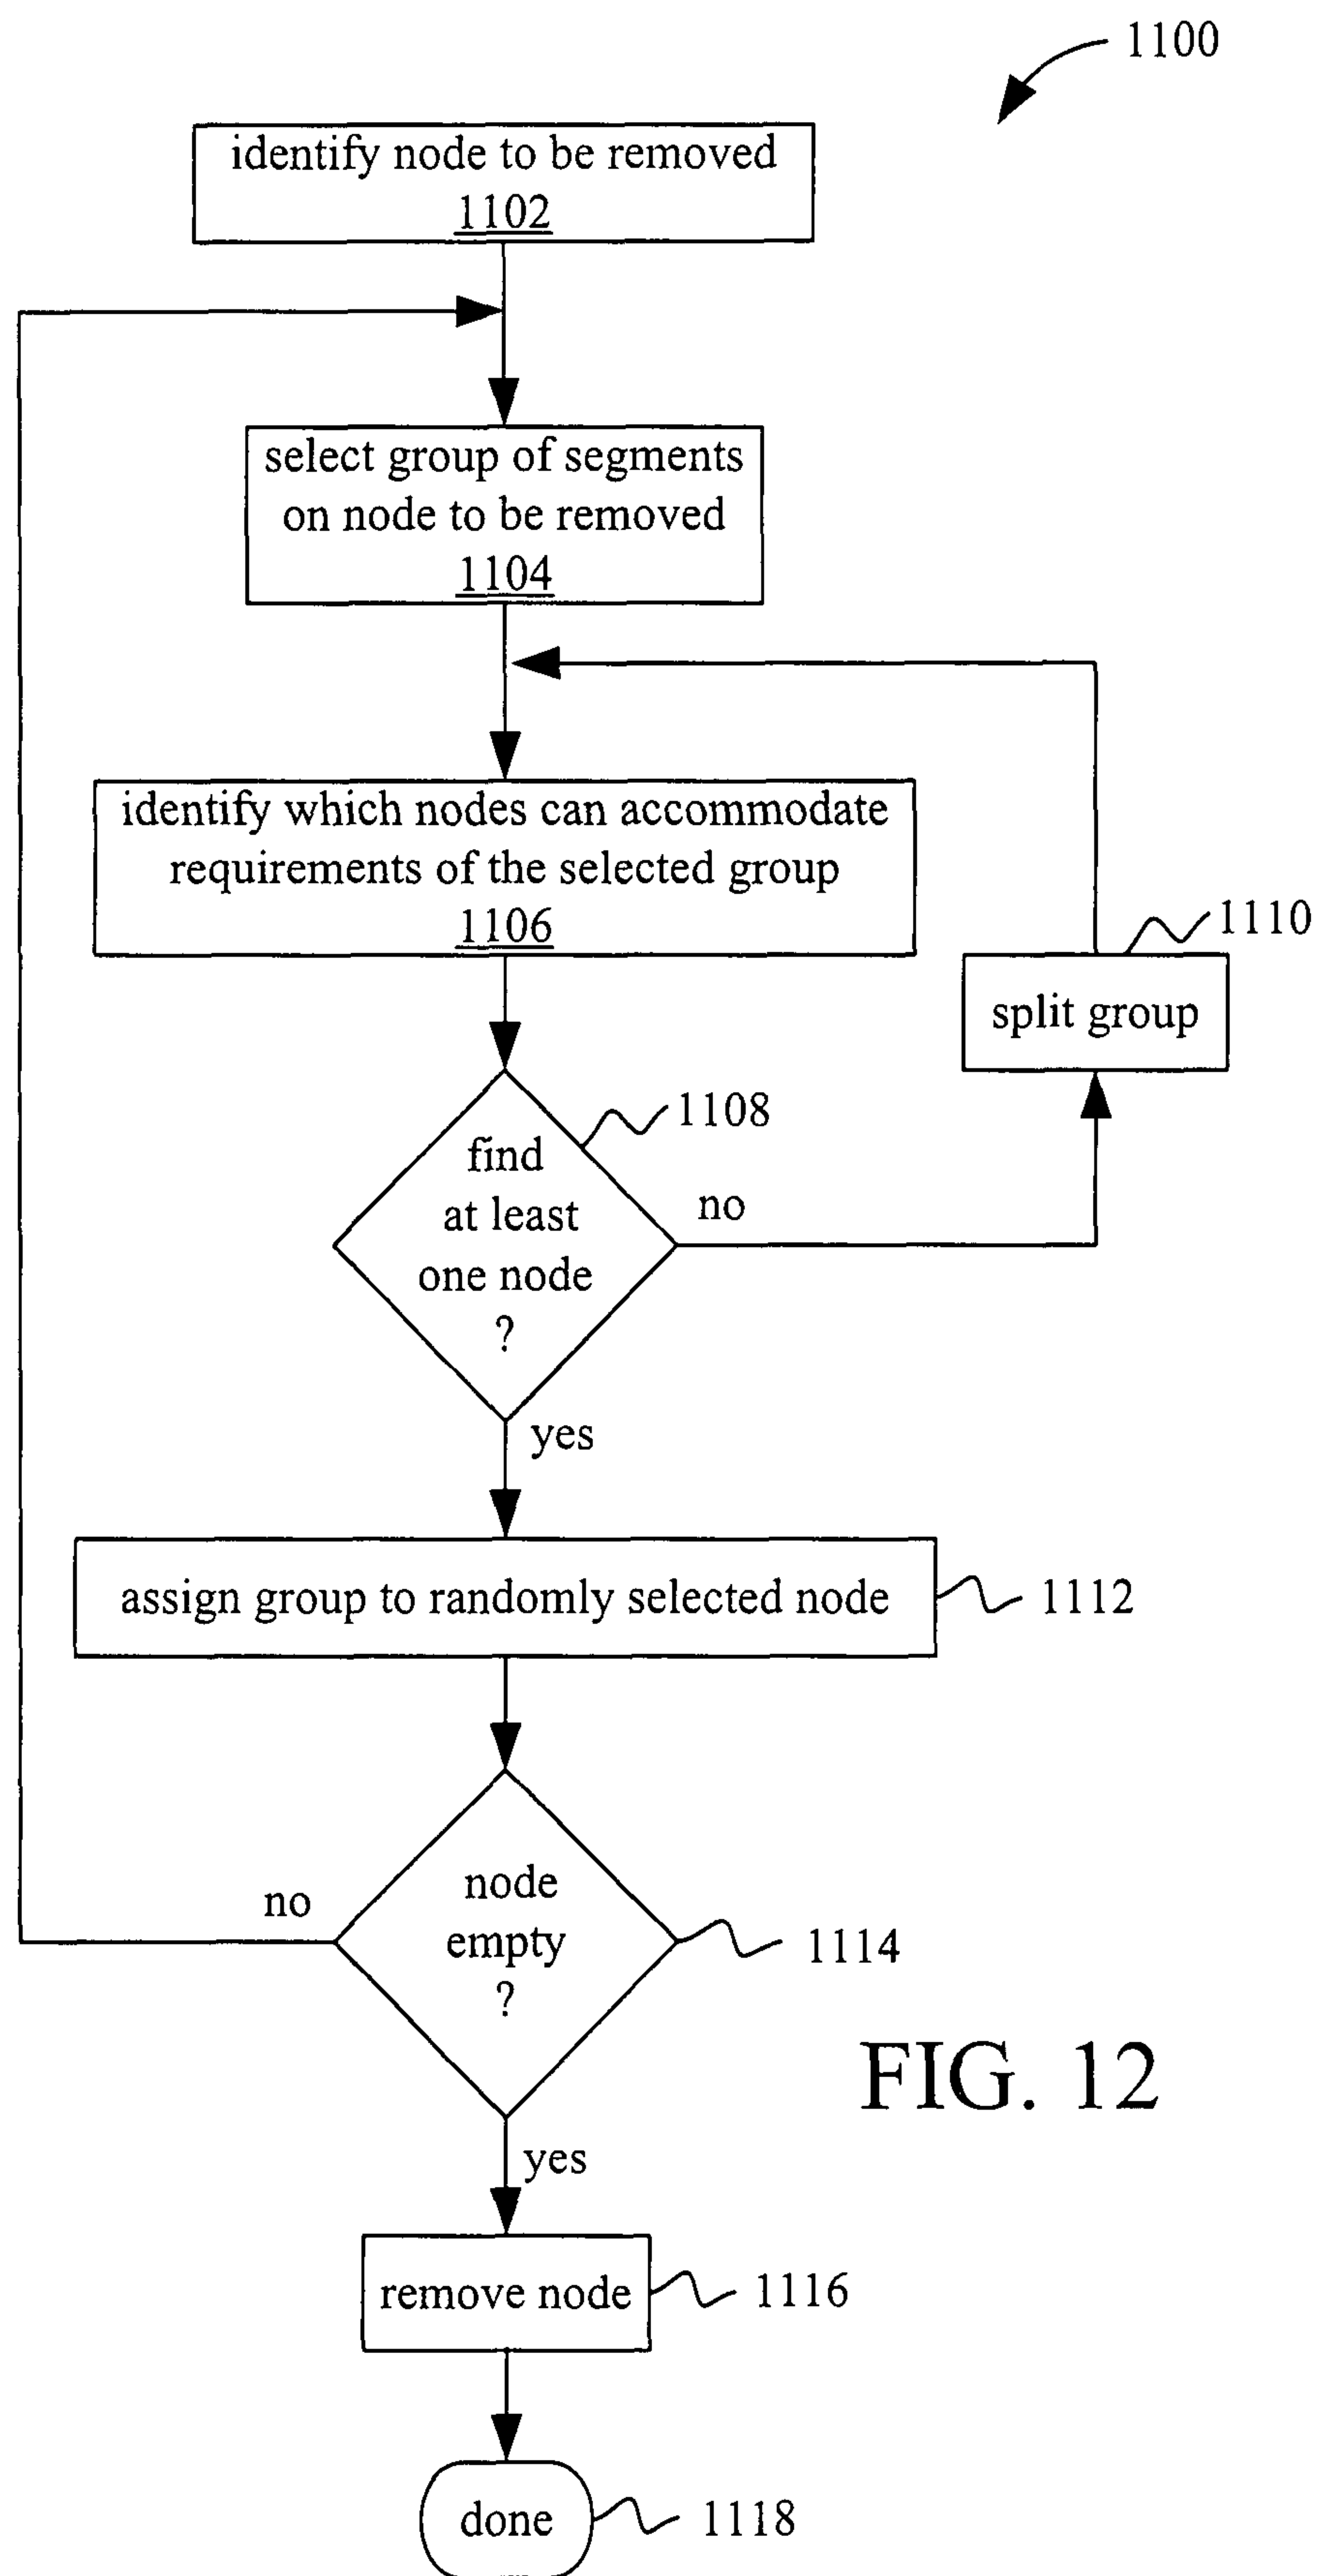 1100
identify node to be removed
1102
select group of segments
on node to be removed
1104
identify which nodes can accommodate
requirements of the selected group
1106
1110
split group
1108
find
at least
one node
?
no
yes
assign group to randomly selected node
1112
node
empty
?
no
1114
FIG. 12
yes
remove node
1116
done
1118